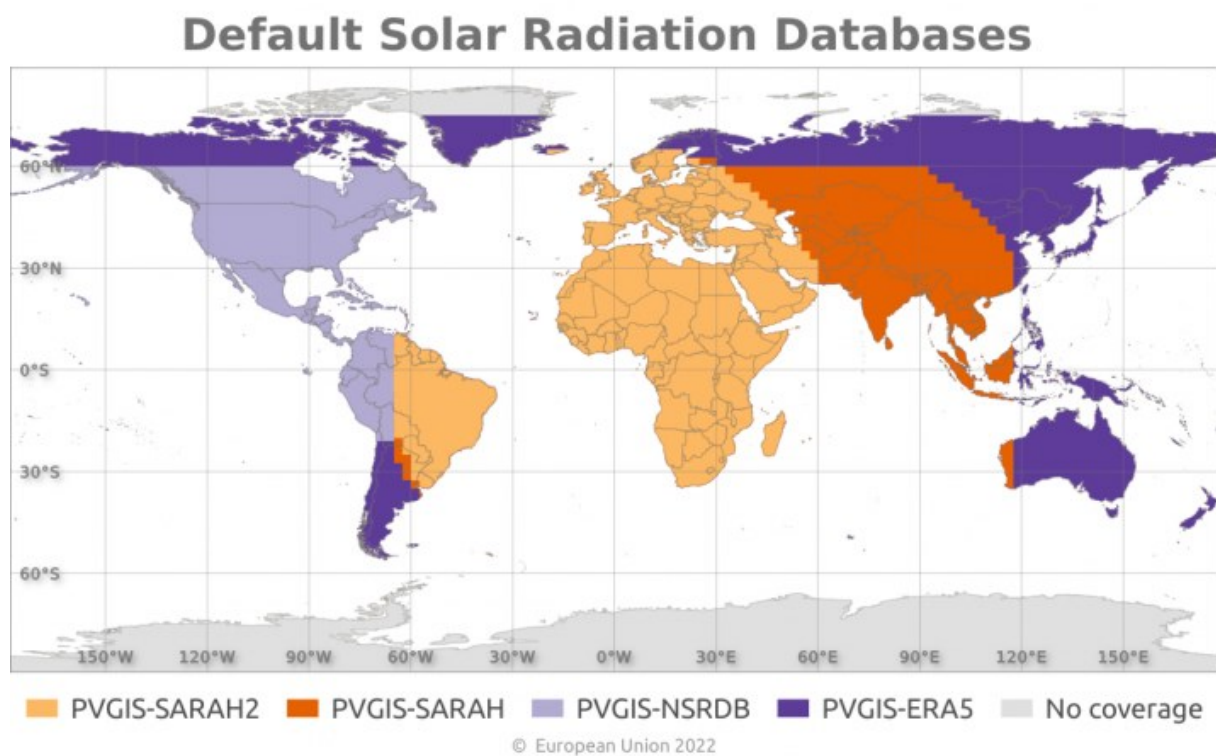 Default Solar Radiation Databases
60°N
30°N
0°S
30°S
60°S
150°W 120°W 90°W 60°W 30°W 0°W 30°E 60°E 90°E 120°E 150°E
PVGIS-SARAH2 PVGIS-SARAH PVGIS-NSRDB PVGIS-ERA5 No coverage
© European Union 2022